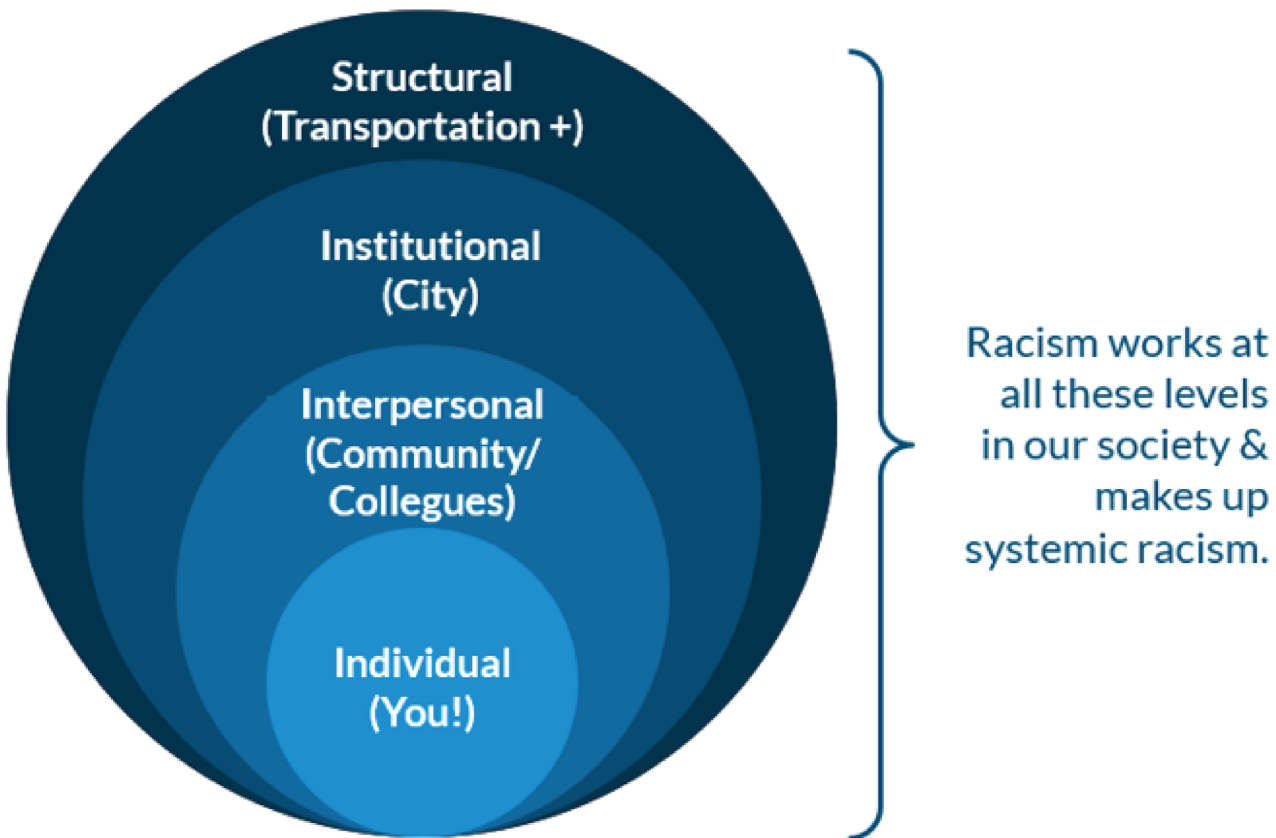 Structural
(Transportation +)
Institutional
(City)
Interpersonal
(Community/
Collegues)
Individual
(You!)
Racism works at
all these levels
in our society &
makes up
systemic racism.